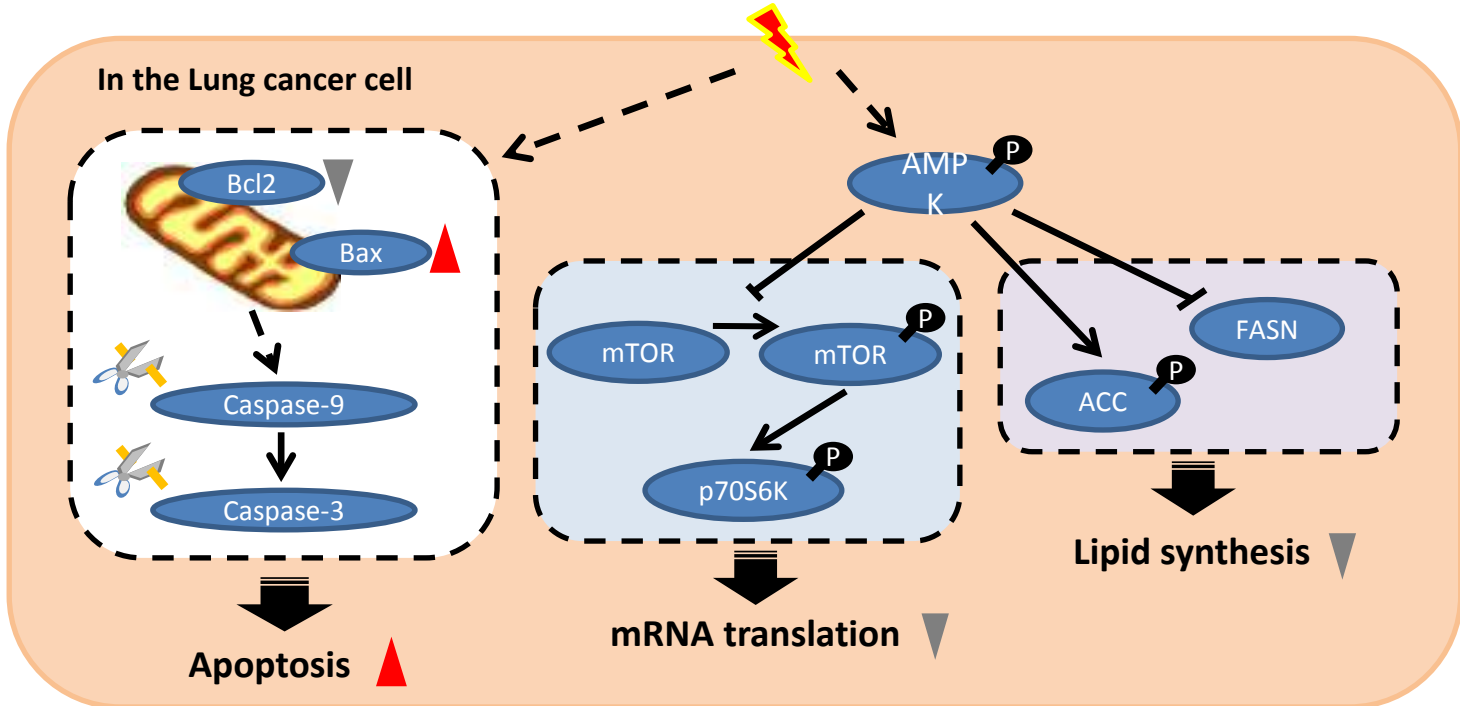 In the Lung cancer cell
Bcl2
Bax
Caspase-9
Caspase-3
Apoptosis
AMP
K
P
mTOR
mTOR
P
p70S6K
P
mRNA translation
FASN
ACC
P
Lipid synthesis